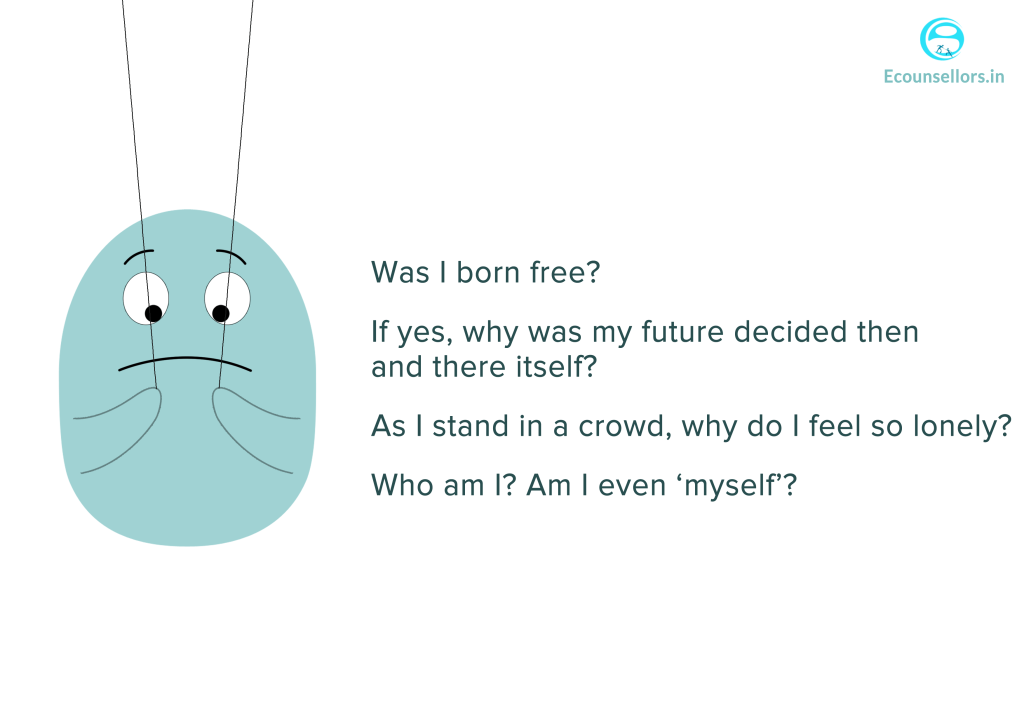 Ecounsellors.in
Was I born free?
If yes, why was my future decided then
and there itself?
As I stand in a crowd, why do I feel so lonely?
Who am I? Am I even ‘myself’?